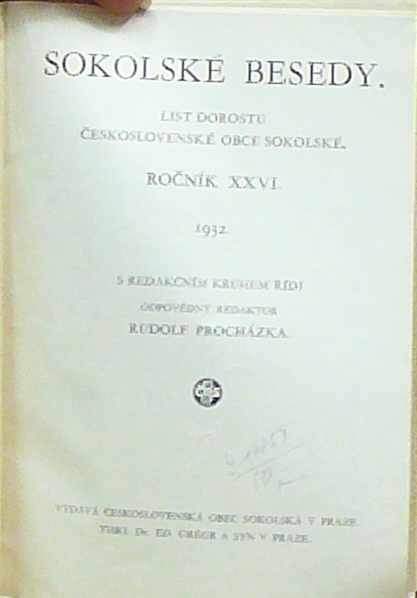 SOKOLSKÉ BESEDY.
LIST DOROSTU
ČESKOSLOVENSKÉ OBCE SOKOLSKÉ.
ROČNÍK XXVI.
1932
S REDAKČNÍM KRUHEM ŘÍDÍ
ODPOVĚDNÝ REDAKTOR
RUDOLF PROCHÁZKA.
VYDÁVÁ ČESKOSLOVENSKÁ OBEC SOKOLSKÁ V PRAZE.
TISKL Dr. ED. GRÉGR A SYN V PRAZE.